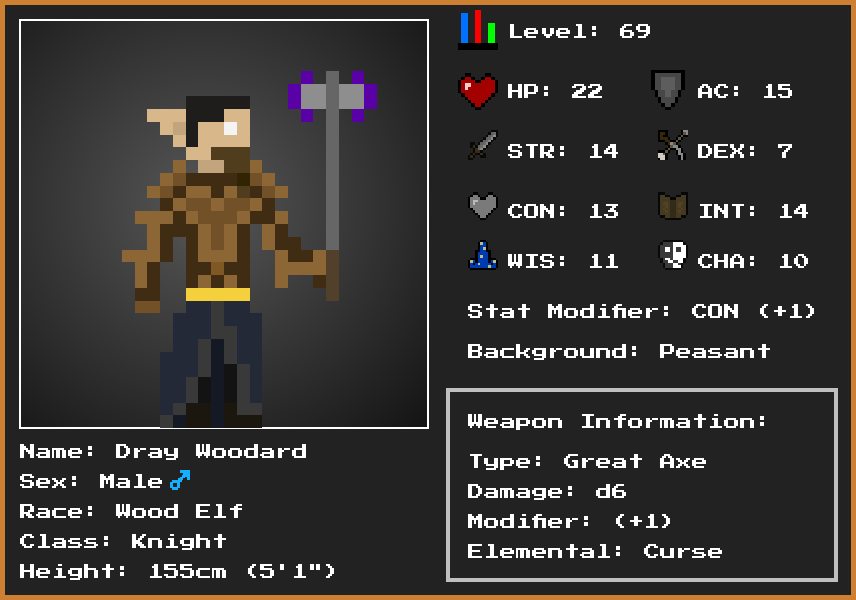 Level: 69
HP: 22 AC: 15
STR: 14 DEX: 7
CON: 13 INT: 14
WIS: 11 CHA: 10
Stat Modifier: CON (+1)
Background: Peasant
Weapon Information:
Type: Great Axe
Damage: d6
Modifier: (+1)
Elemental: Curse
Name: Dray Woodard
Sex: Male♂
Race: Wood Elf
Class: Knight
Height: 155cm (5'1")